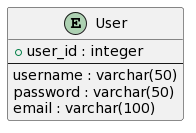 E User
user_id : integer
username : varchar(50)
password : varchar(50)
email : varchar(100)